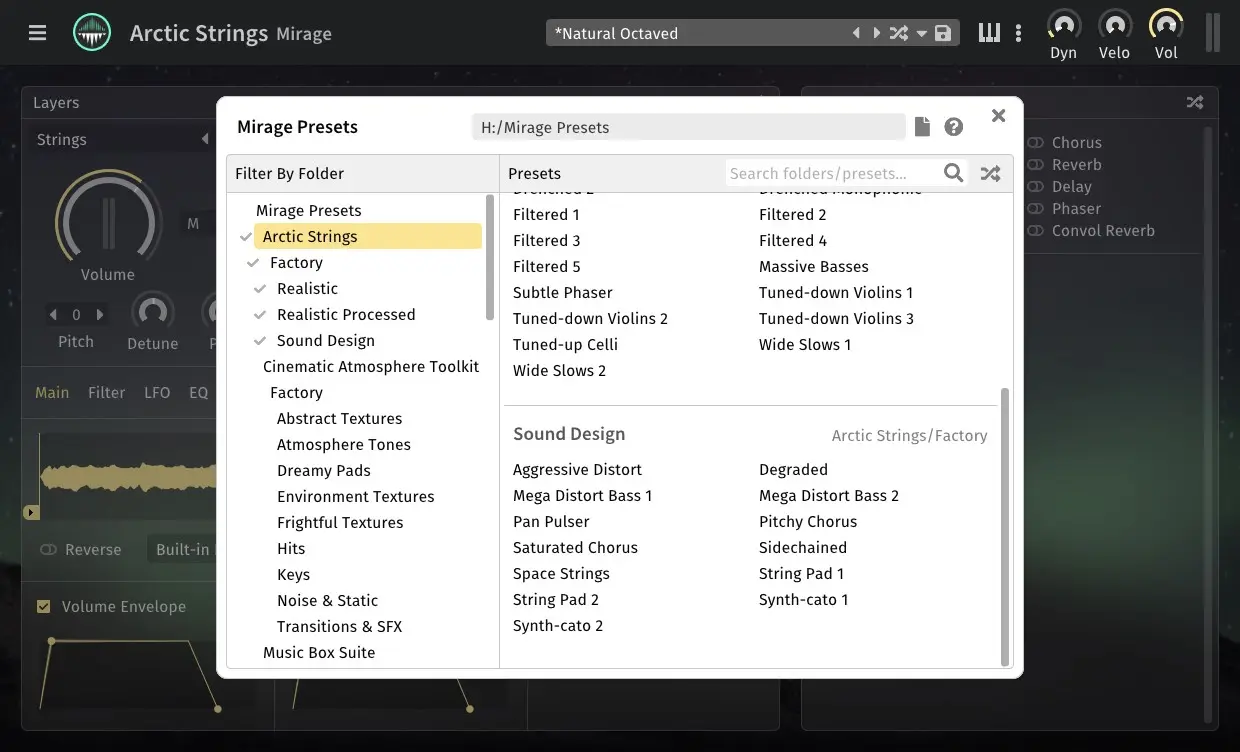 Arctic Strings Mirage
*Natural Octaved
Dyn Velo Vol
Layers
Strings
M
Volume
0
Pitch
Detune
Main Filter LFO EQ
Reverse
Built-in
Volume Envelope
Chorus
Reverb
Delay
Phaser
Convol Reverb
Mirage Presets
H:/Mirage Presets
?
Filter By Folder
Mirage Presets
Arctic Strings
Factory
Realistic
Realistic Processed
Sound Design
Cinematic Atmosphere Toolkit
Factory
Abstract Textures
Atmosphere Tones
Dreamy Pads
Environment Textures
Frightful Textures
Hits
Keys
Noise & Static
Transitions & SFX
Music Box Suite
Presets
Search folders/presets...
Drenched 2 Drenched Monophonic
Filtered 1 Filtered 2
Filtered 3 Filtered 4
Filtered 5 Massive Basses
Subtle Phaser Tuned-down Violins 1
Tuned-down Violins 2 Tuned-down Violins 3
Tuned-up Celli Wide Slows 1
Wide Slows 2
Sound Design Arctic Strings/Factory
Aggressive Distort Degraded
Mega Distort Bass 1 Mega Distort Bass 2
Pan Pulser Pitchy Chorus
Saturated Chorus Sidechained
Space Strings String Pad 1
String Pad 2 Synth-cato 1
Synth-cato 2